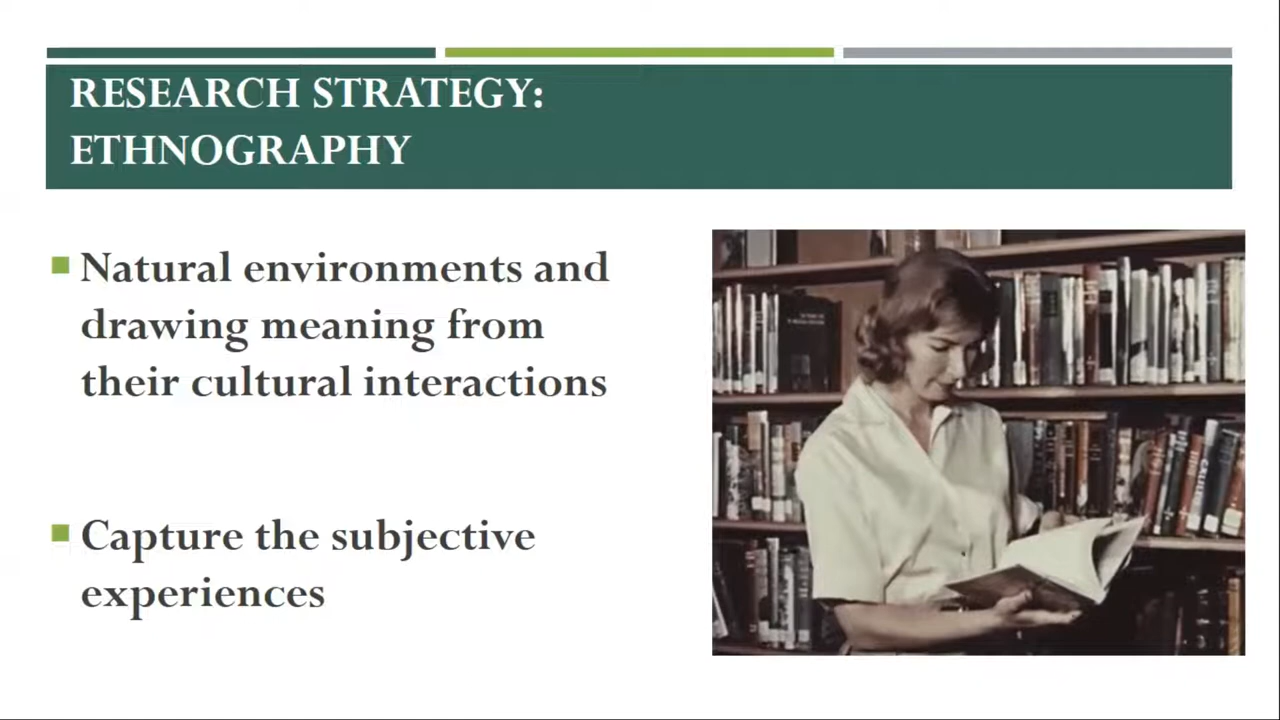 RESEARCH STRATEGY:
ETHNOGRAPHY
Natural environments and
drawing meaning from
their cultural interactions
Capture the subjective
experiences